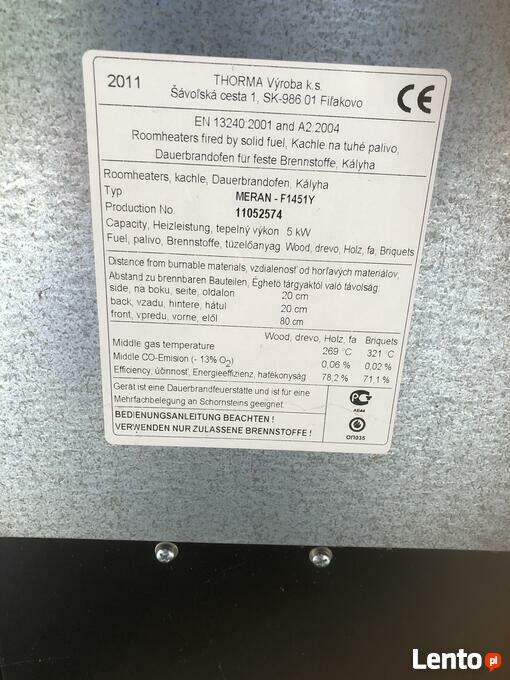 2011
THORMA Výroba k.s.
Šávoľská cesta 1, SK-986 01 Fiľakovo
CE
EN 13240:2001 and A2:2004
Roomheaters fired by solid fuel, Kachle na tuhé palivo,
Dauerbrandofen für feste Brennstoffe, Kályha
Roomheaters, kachle, Dauerbrandofen, Kályha
Typ MERAN - F1451Y
Production No. 11052574
Capacity, Heizleistung, tepelný výkon 5 kW
Fuel, palivo, Brennstoffe, tüzelőanyag Wood, drevo, Holz, fa, Briquets
Distance from burnable materials, vzdialenosť od horľavých materiálov,
Abstand zu brennbaren Bauteilen, Éghető tárgyaktól való távolság:
side, na boku, seite, oldalon 20 cm
back, vzadu, hintere, hátul 20 cm
front, vpredu, vorne, elől 80 cm
Wood, drevo, Holz, fa Briquets
Middle gas temperature 269 °C 321 °C
Middle CO-Emision (- 13% O2) 0,06 % 0,02 %
Efficiency, účinnosť, Energieeffizienz, hatékonyság 78,2 % 71,1 %
Gerät ist eine Dauerbrandfeuerstätte und ist für eine
Mehrfachbelegung an Schornsteins geeignet.
BEDIENUNGSANLEITUNG BEACHTEN !
VERWENDEN NUR ZULASSENE BRENNSTOFFE !
АВ44
ОП035
Lento.pl